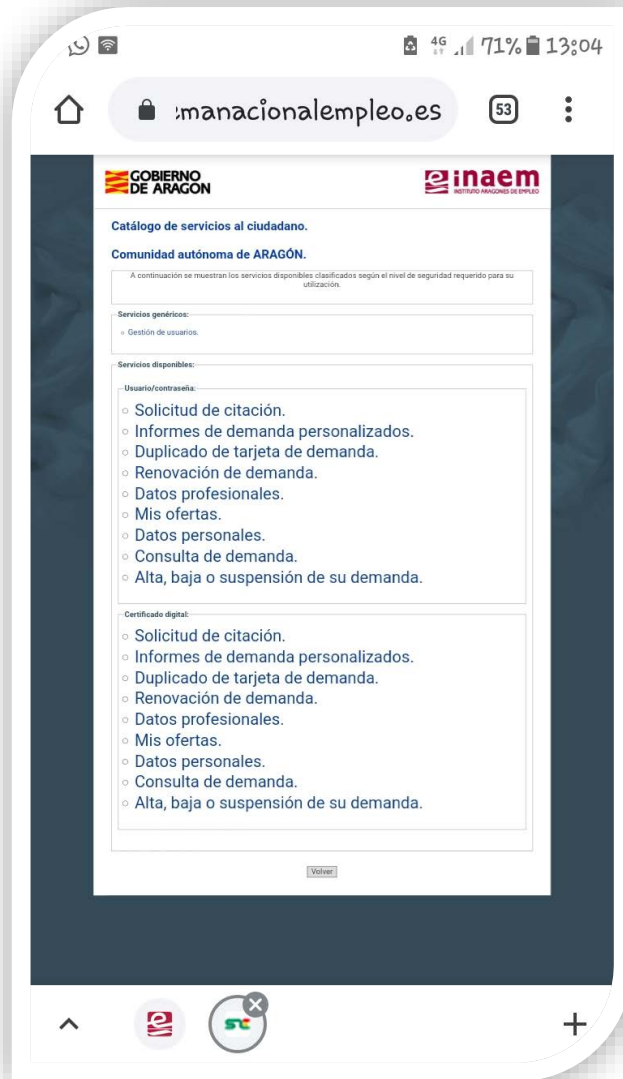 4G 71% 13:04
:manacionalempleo.es 53
GOBIERNO
DE ARAGON
e inaem
INSTITUTO ARAGONÉS DE EMPLEO
Catálogo de servicios al ciudadano.
Comunidad autónoma de ARAGÓN.
A continuación se muestran los servicios disponibles clasificados según el nivel de seguridad requerido para su
utilización.
Servicios genéricos:
Gestión de usuarios.
Servicios disponibles:
Usuario/contraseña:
Solicitud de citación.
Informes de demanda personalizados.
Duplicado de tarjeta de demanda.
Renovación de demanda.
Datos profesionales.
Mis ofertas.
Datos personales.
Consulta de demanda.
Alta, baja o suspensión de su demanda.
Certificado digital:
Solicitud de citación.
Informes de demanda personalizados.
Duplicado de tarjeta de demanda.
Renovación de demanda.
Datos profesionales.
Mis ofertas.
Datos personales.
Consulta de demanda.
Alta, baja o suspensión de su demanda.
Volver